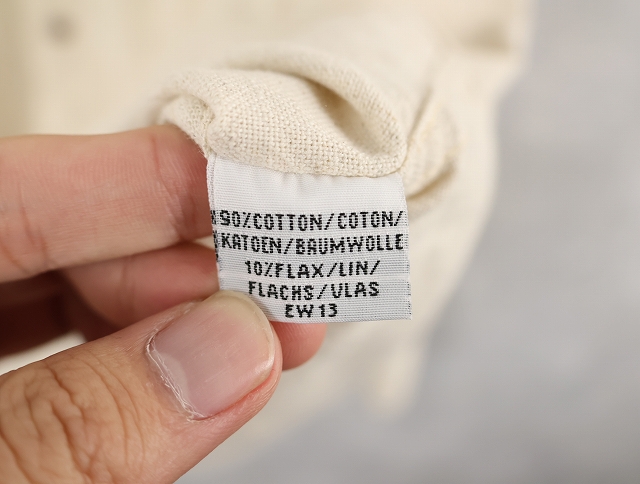 90%COTTON/COTON/
KATOEN/BAUMWOLLE
10%FLAX/LIN/
FLACHS/VLAS
EW13